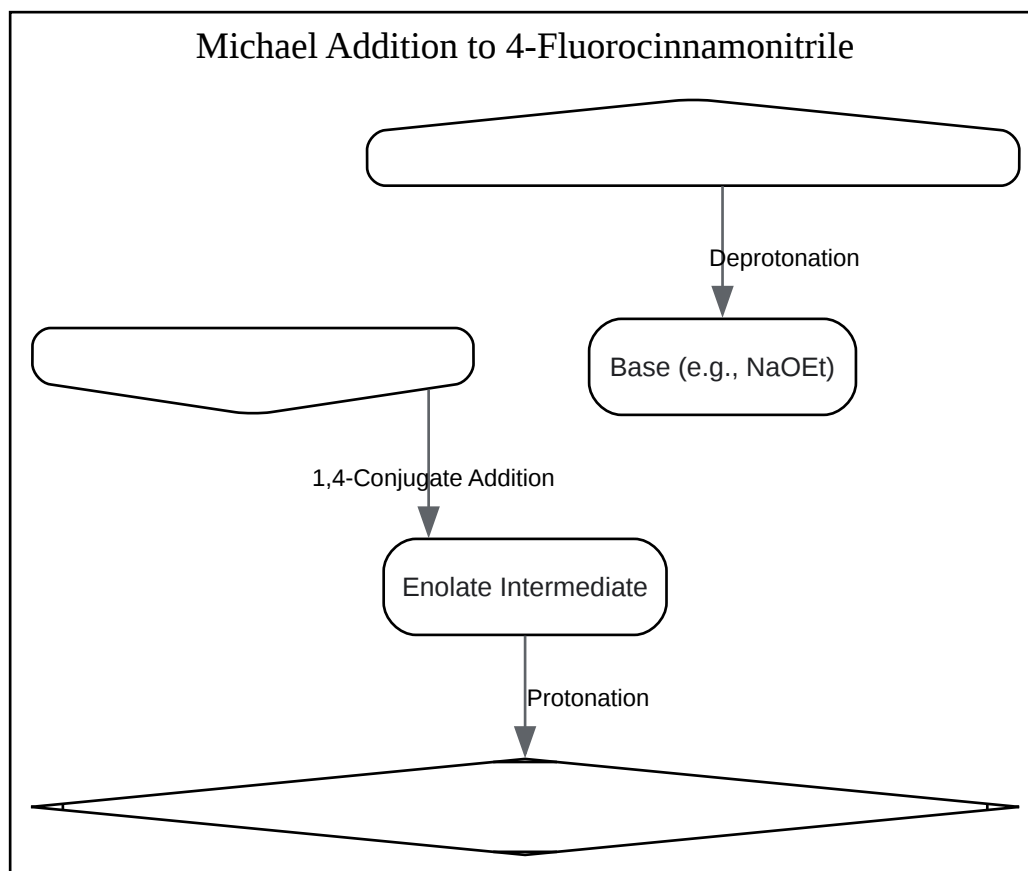 Michael Addition to 4-Fluorocinnamonitrile
Deprotonation
Base (e.g., NaOEt)
1,4-Conjugate Addition
Enolate Intermediate
Protonation